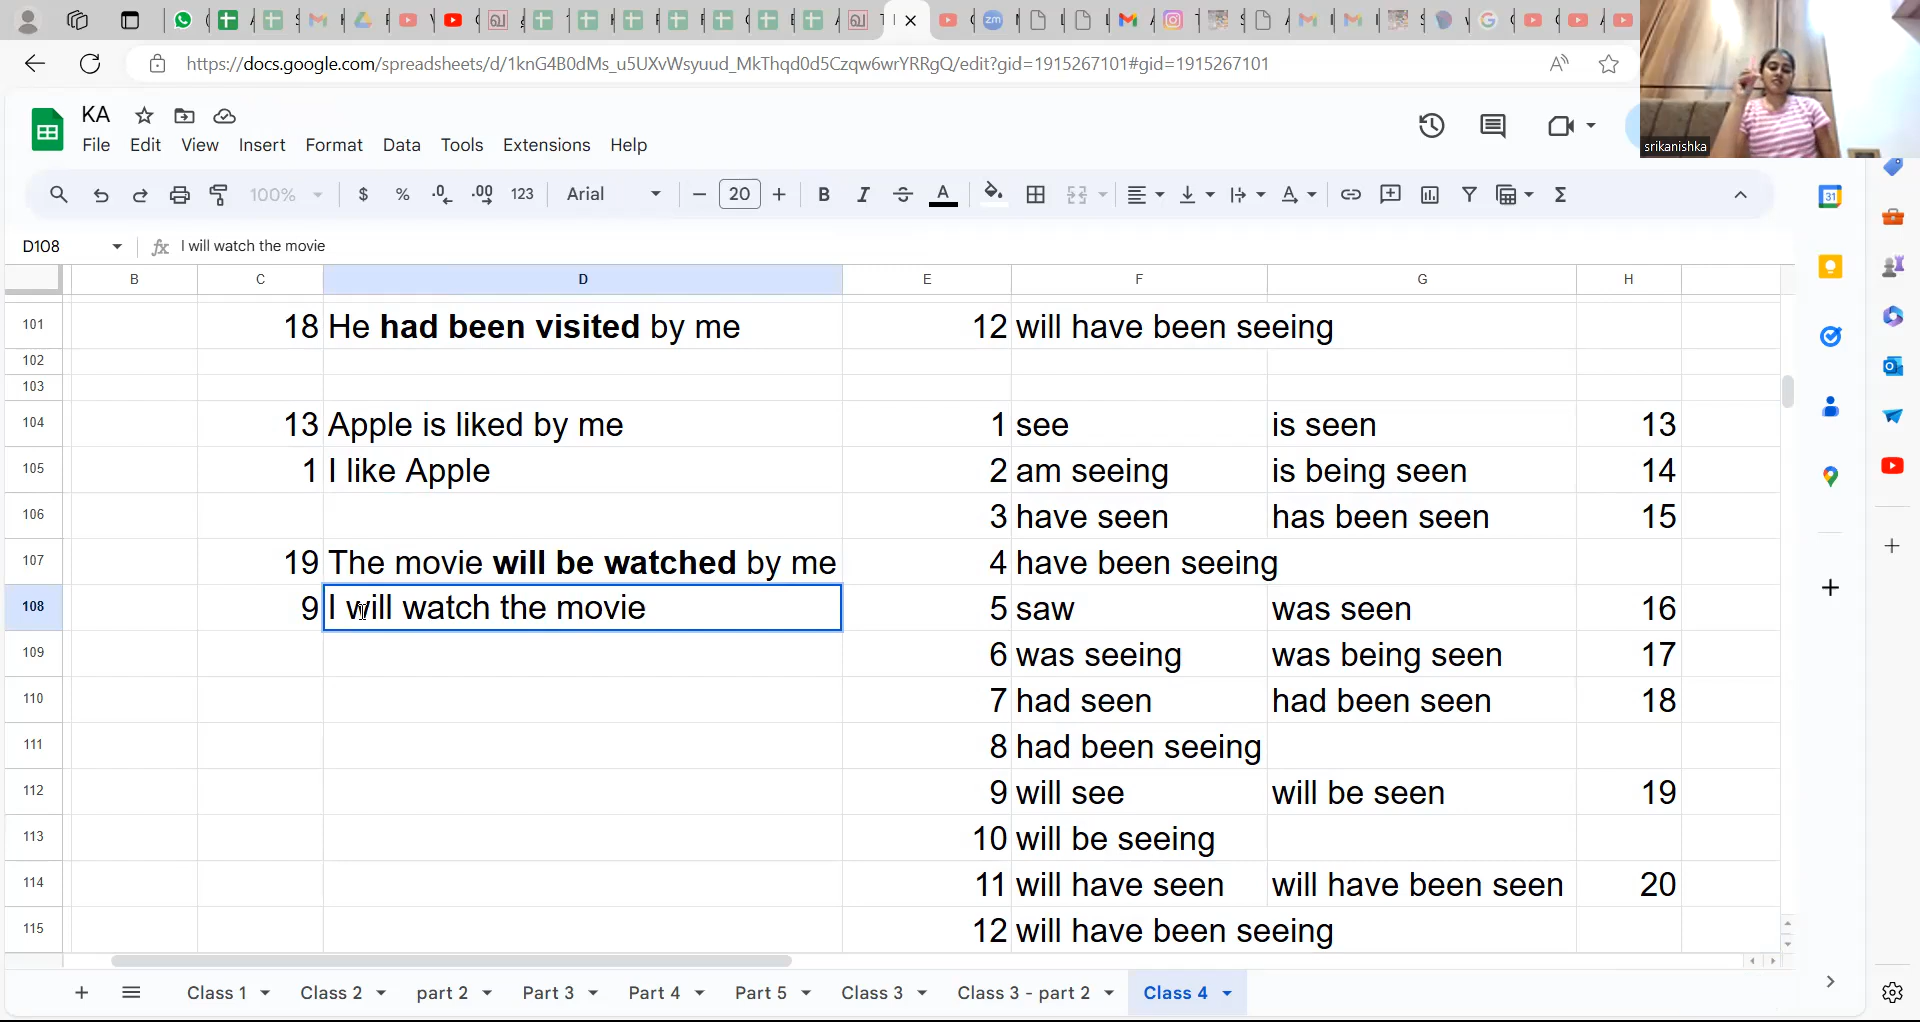 https://docs.google.com/spreadsheets/d/1knG4B0dMs_u5UXvWsyuud_MkThqd0d5Czqw6wrYRRgQ/edit?gid=1915267101#gid=1915267101
srikanishka
KA
File Edit View Insert Format Data Tools Extensions Help
100% $ % .0 .00 123 Arial 20 B I S A
D108 fx I will watch the movie
B C D E F G H
101 18 He had been visited by me 12 will have been seeing
102
103
104 13 Apple is liked by me 1 see is seen 13
105 1 I like Apple 2 am seeing is being seen 14
106 3 have seen has been seen 15
107 19 The movie will be watched by me 4 have been seeing
108 9 I will watch the movie 5 saw was seen 16
109 6 was seeing was being seen 17
110 7 had seen had been seen 18
111 8 had been seeing
112 9 will see will be seen 19
113 10 will be seeing
114 11 will have seen will have been seen 20
115 12 will have been seeing
Class 1 Class 2 part 2 Part 3 Part 4 Part 5 Class 3 Class 3 - part 2 Class 4